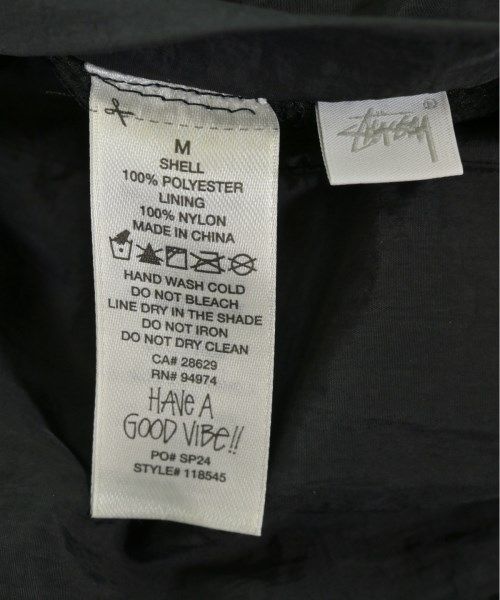 M
SHELL
100% POLYESTER
LINING
100% NYLON
MADE IN CHINA
HAND WASH COLD
DO NOT BLEACH
LINE DRY IN THE SHADE
DO NOT IRON
DO NOT DRY CLEAN
CA# 28629
RN# 94974
HAVE A
GOOD VIBE!!
PO# SP24
STYLE# 118545
Stüssy ®